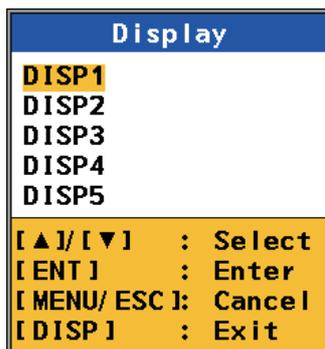 Display
DISP1
DISP2
DISP3
DISP4
DISP5
[▲]/[▼] : Select
[ENT] : Enter
[MENU/ESC]: Cancel
[DISP] : Exit